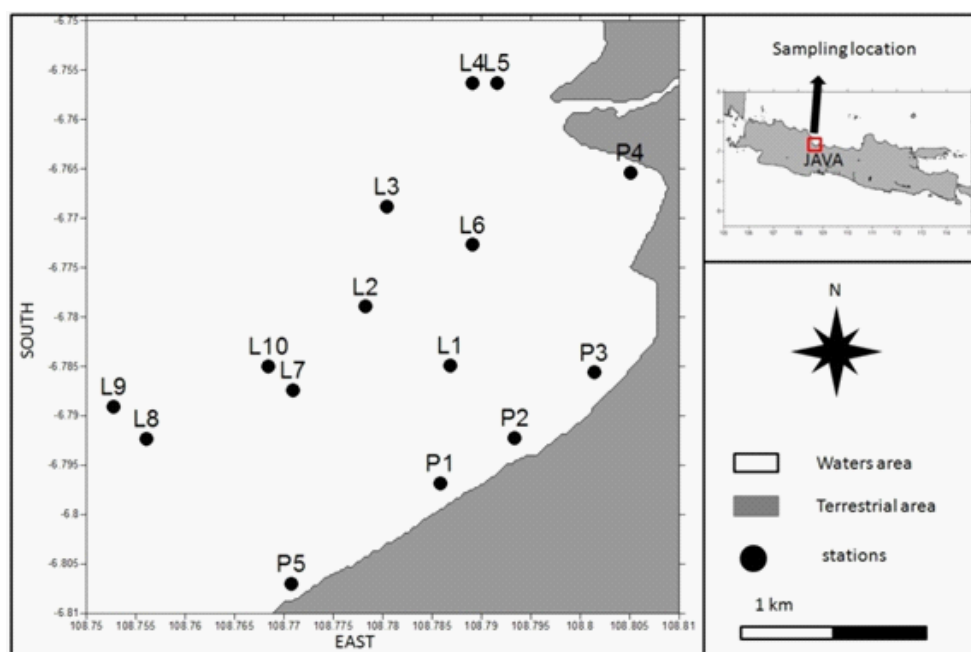 -6.75
-6.755
-6.76
-6.765
-6.77
-6.775
-6.78
-6.785
-6.79
-6.795
-6.8
-6.805
-6.81
SOUTH
L4 L5
P4
L3
L6
L2
L10
L7
L1
P3
L9
L8
P2
P1
P5
108.75 108.755 108.76 108.765 108.77 108.775 108.78 108.785 108.79 108.795 108.8 108.805 108.81
EAST
Sampling location
JAVA
N
Waters area
Terrestrial area
stations
1 km